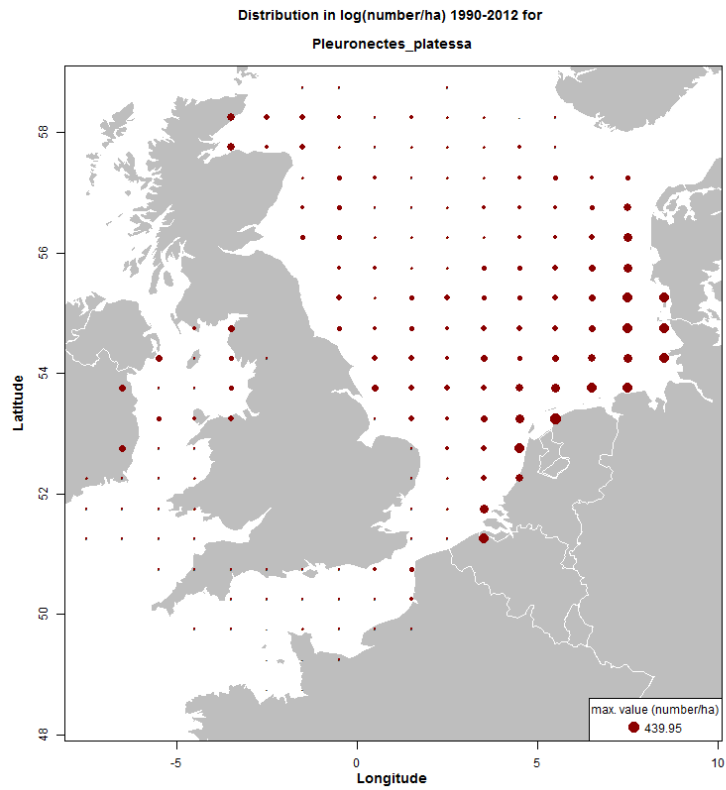 Distribution in log(number/ha) 1990-2012 for
Pleuronectes_platessa
58
56
54
52
50
48
Latitude
-5
0
5
10
Longitude
max. value (number/ha)
439.95